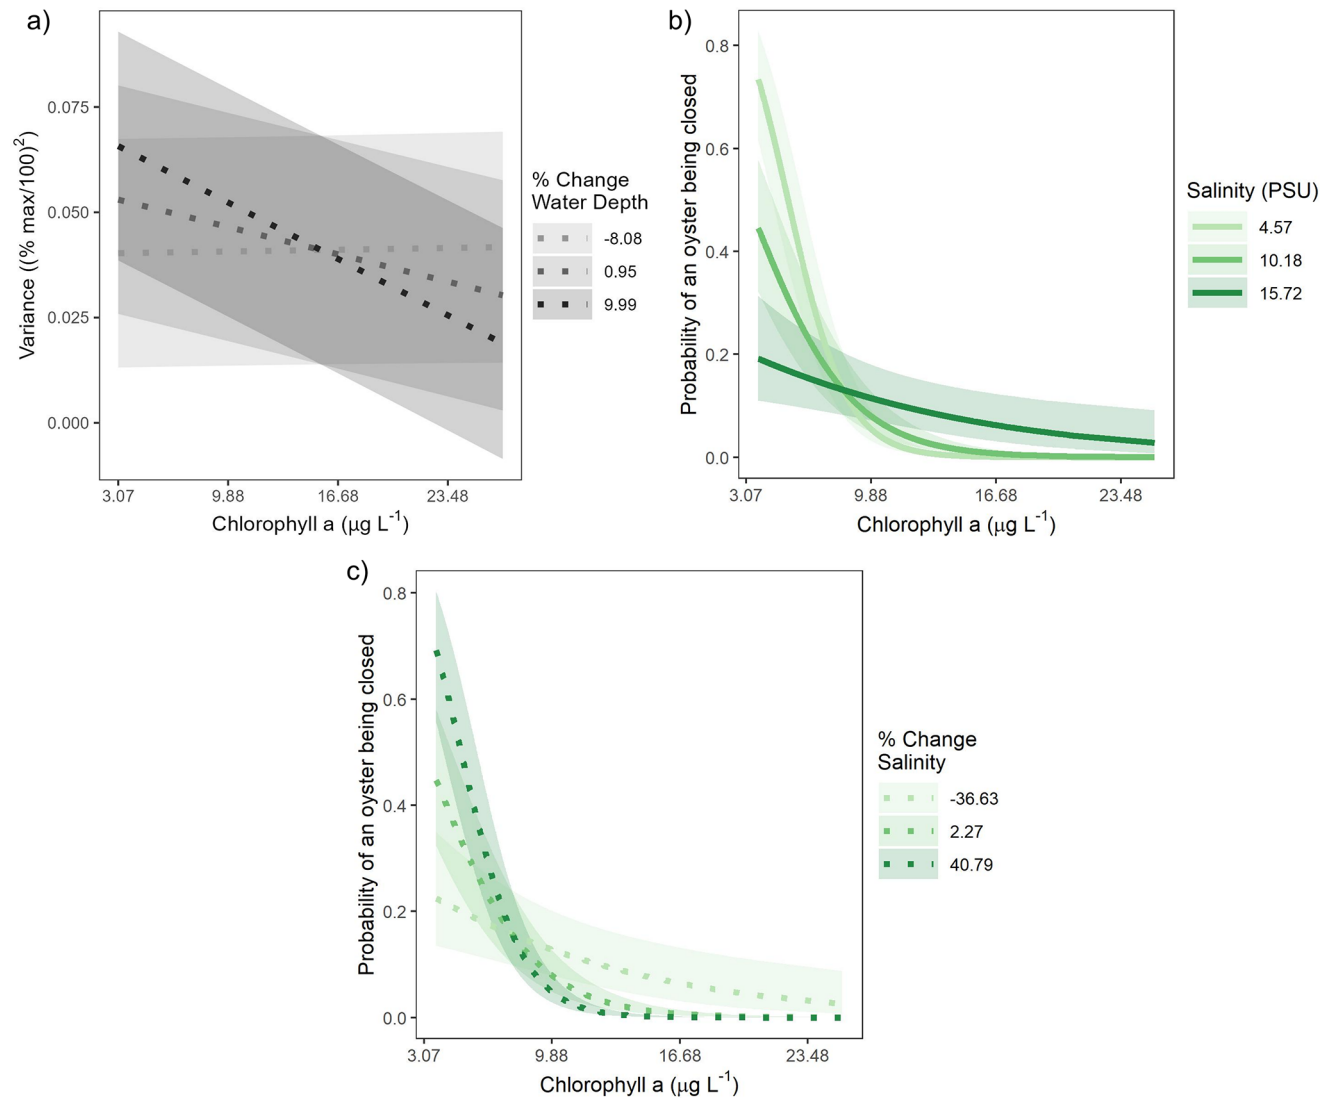 a)
Variance ((% max/100)²)
0.075
0.050
0.025
0.000
3.07 9.88 16.68 23.48
Chlorophyll a (μg L⁻¹)
% Change
Water Depth
-8.08
0.95
9.99
b)
Probability of an oyster being closed
0.8
0.6
0.4
0.2
0.0
3.07 9.88 16.68 23.48
Chlorophyll a (μg L⁻¹)
Salinity (PSU)
4.57
10.18
15.72
c)
Probability of an oyster being closed
0.8
0.6
0.4
0.2
0.0
3.07 9.88 16.68 23.48
Chlorophyll a (μg L⁻¹)
% Change
Salinity
-36.63
2.27
40.79